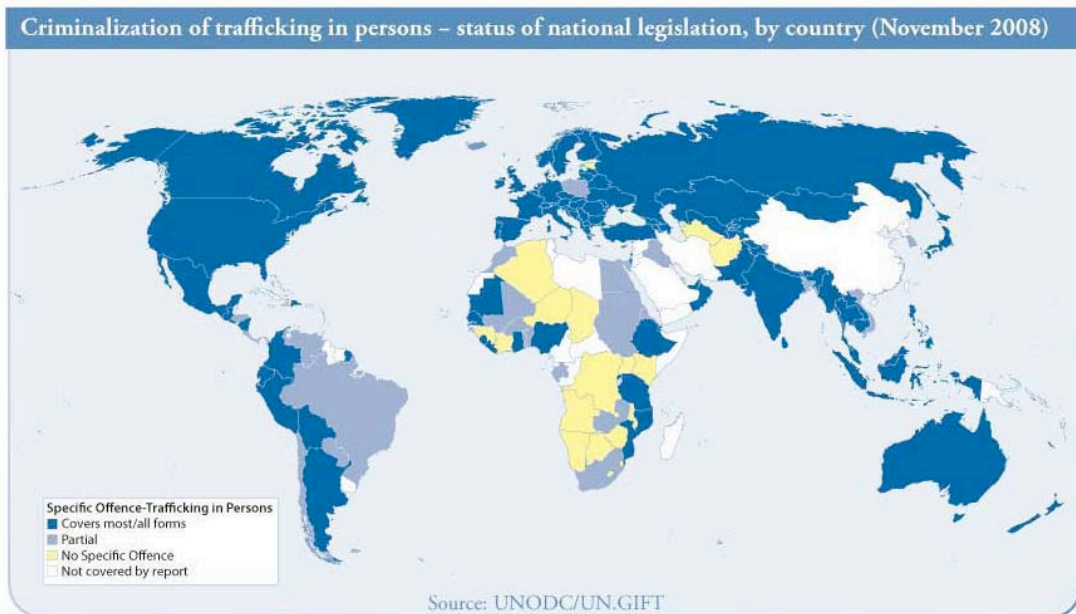 Criminalization of trafficking in persons – status of national legislation, by country (November 2008)
Specific Offence-Trafficking in Persons
Covers most/all forms
Partial
No Specific Offence
Not covered by report
Source: UNODC/UN.GIFT